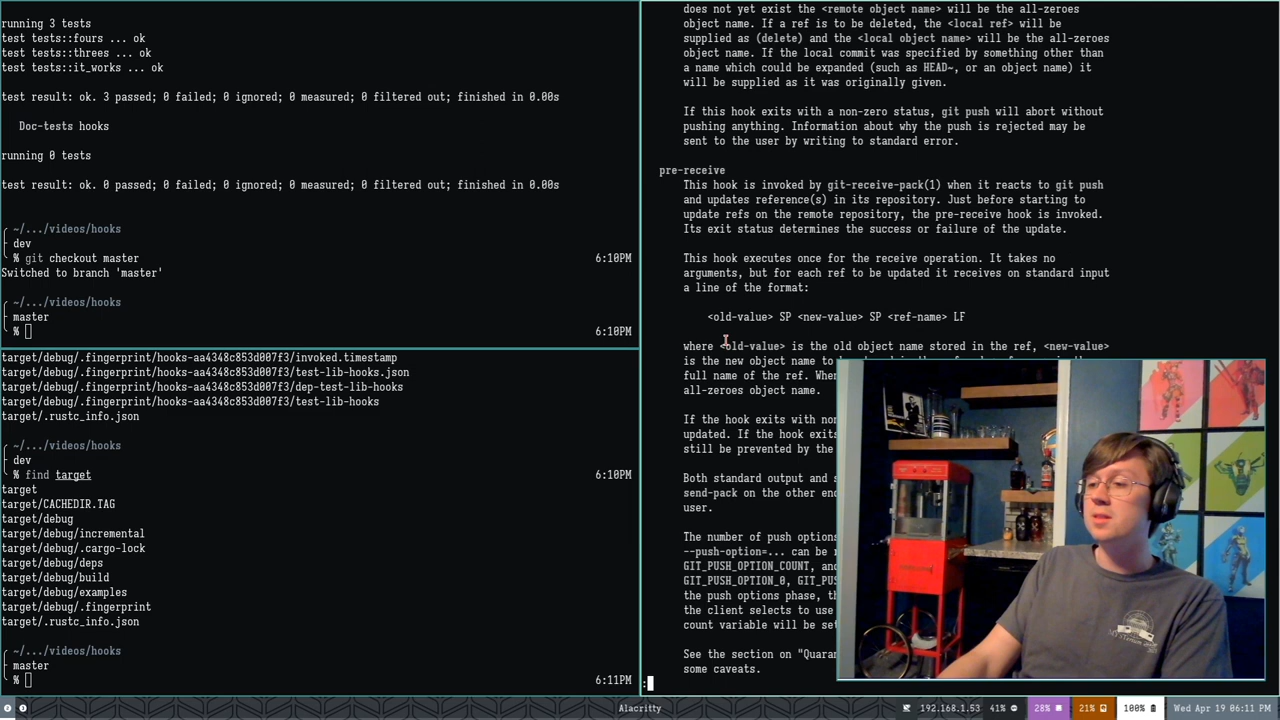 running 3 tests
test tests::fours ... ok
test tests::threes ... ok
test tests::it_works ... ok
test result: ok. 3 passed; 0 failed; 0 ignored; 0 measured; 0 filtered out; finished in 0.00s
Doc-tests hooks
running 0 tests
test result: ok. 0 passed; 0 failed; 0 ignored; 0 measured; 0 filtered out; finished in 0.00s
~/.../videos/hooks
dev
% git checkout master 6:10PM
Switched to branch 'master'
~/.../videos/hooks
master
% 6:10PM
target/debug/.fingerprint/hooks-aa4348c853d007f3/invoked.timestamp
target/debug/.fingerprint/hooks-aa4348c853d007f3/test-lib-hooks.json
target/debug/.fingerprint/hooks-aa4348c853d007f3/dep-test-lib-hooks
target/debug/.fingerprint/hooks-aa4348c853d007f3/test-lib-hooks
target/.rustc_info.json
~/.../videos/hooks
dev
% find target 6:10PM
target
target/CACHEDIR.TAG
target/debug
target/debug/incremental
target/debug/.cargo-lock
target/debug/deps
target/debug/build
target/debug/examples
target/debug/.fingerprint
target/.rustc_info.json
~/.../videos/hooks
master
% 6:11PM
does not yet exist the <remote object name> will be the all-zeroes
object name. If a ref is to be deleted, the <local ref> will be
supplied as (delete) and the <local object name> will be the all-zeroes
object name. If the local commit was specified by something other than
a name which could be expanded (such as HEAD~, or an object name) it
will be supplied as it was originally given.
If this hook exits with a non-zero status, git push will abort without
pushing anything. Information about why the push is rejected may be
sent to the user by writing to standard error.
pre-receive
This hook is invoked by git-receive-pack(1) when it reacts to git push
and updates reference(s) in its repository. Just before starting to
update refs on the remote repository, the pre-receive hook is invoked.
Its exit status determines the success or failure of the update.
This hook executes once for the receive operation. It takes no
arguments, but for each ref to be updated it receives on standard input
a line of the format:
<old-value> SP <new-value> SP <ref-name> LF
where <old-value> is the old object name stored in the ref, <new-value>
is the new object name to
full name of the ref. Whe
all-zeroes object name.
If the hook exits with non
updated. If the hook exits
still be prevented by the
Both standard output and s
send-pack on the other end
user.
The number of push options
--push-option=... can be r
GIT_PUSH_OPTION_COUNT, and
GIT_PUSH_OPTION_0, GIT_PUS
the push options phase, th
the client selects to use
count variable will be set
See the section on "Quaran
some caveats.
:
Alacritty
192.168.1.53 41% 28% 21% 100% Wed Apr 19 06:11 PM